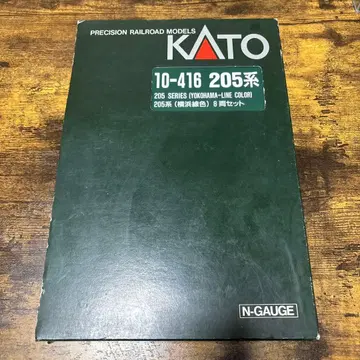 PRECISION RAILROAD MODELS
KATO
10-416 205系
205 SERIES (YOKOHAMA-LINE COLOR)
205系（横浜線色）8両セット
N-GAUGE